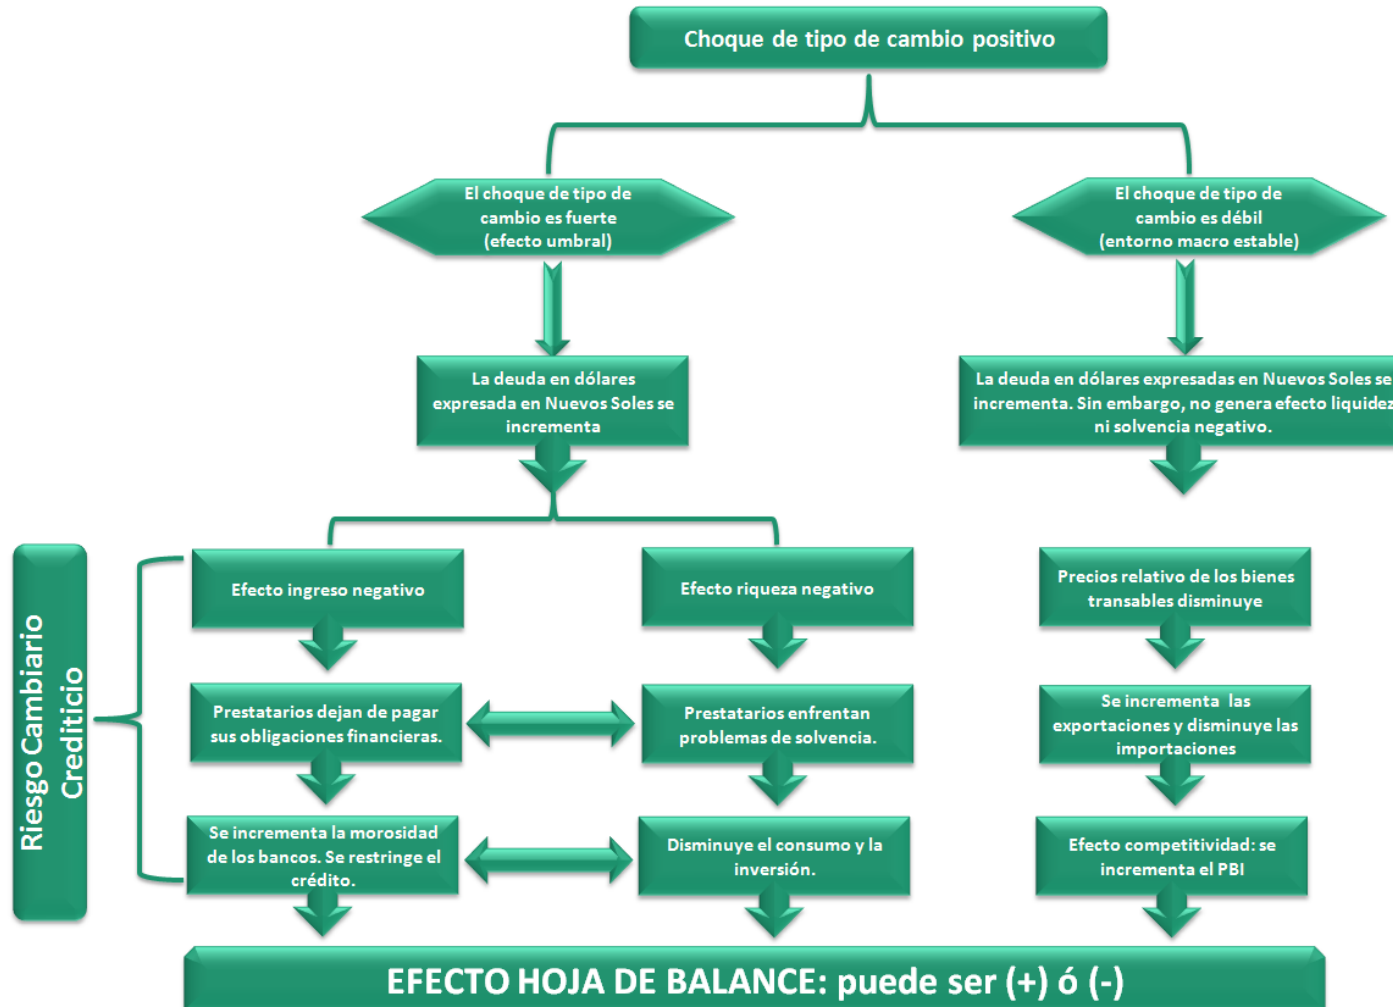 Choque de tipo de cambio positivo
El choque de tipo de
cambio es fuerte
(efecto umbral)
El choque de tipo de
cambio es débil
(entorno macro estable)
La deuda en dólares
expresada en Nuevos Soles se
incrementa
La deuda en dólares expresadas en Nuevos Soles se
incrementa. Sin embargo, no genera efecto liquidez
ni solvencia negativo.
Riesgo Cambiario
Crediticio
Efecto ingreso negativo
Efecto riqueza negativo
Precios relativo de los bienes
transables disminuye
Prestatarios dejan de pagar
sus obligaciones financieras.
Prestatarios enfrentan
problemas de solvencia.
Se incrementa  las
exportaciones y disminuye las
importaciones
Se incrementa la morosidad
de los bancos. Se restringe el
crédito.
Disminuye el consumo y la
inversión.
Efecto competitividad: se
incrementa el PBI
EFECTO HOJA DE BALANCE: puede ser (+) ó (-)